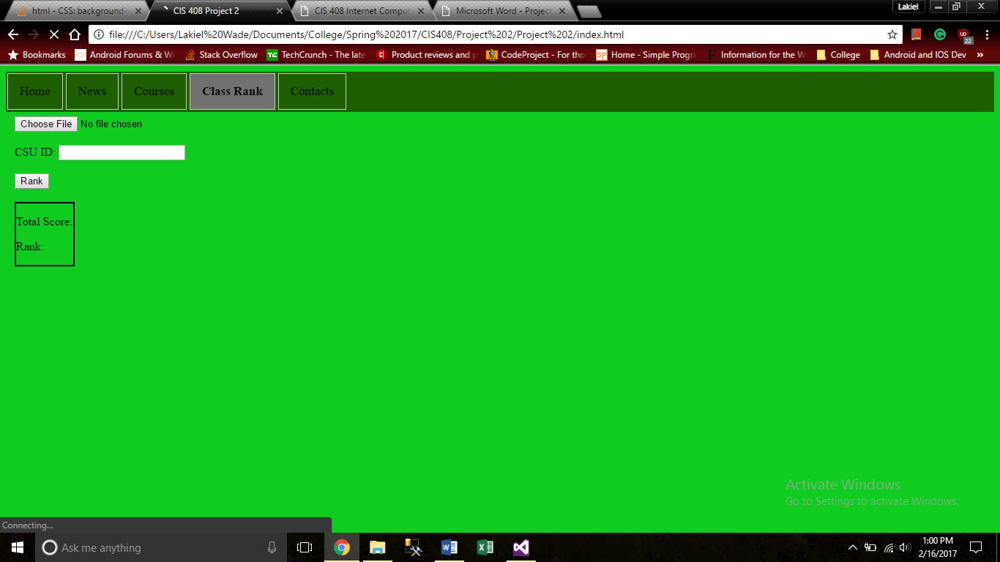 html - CSS: background-
CIS 408 Project 2
CIS 408 Internet Comput
Microsoft Word - Project
Lakiel
file:///C:/Users/Lakiel%20Wade/Documents/College/Spring%202017/CIS408/Project%202/Project%202/index.html
22
Bookmarks
Android Forums & Wi
Stack Overflow
TC TechCrunch - The late
Product reviews and p
CodeProject - For tho
SP Home - Simple Progra
F Information for the W
College
Android and IOS Dev
»
Home
News
Courses
Class Rank
Contacts
Choose File No file chosen
CSU ID:
Rank
Total Score:
Rank:
Activate Windows
Go to Settings to activate Windows.
Connecting...
Ask me anything
1:00 PM
2/16/2017